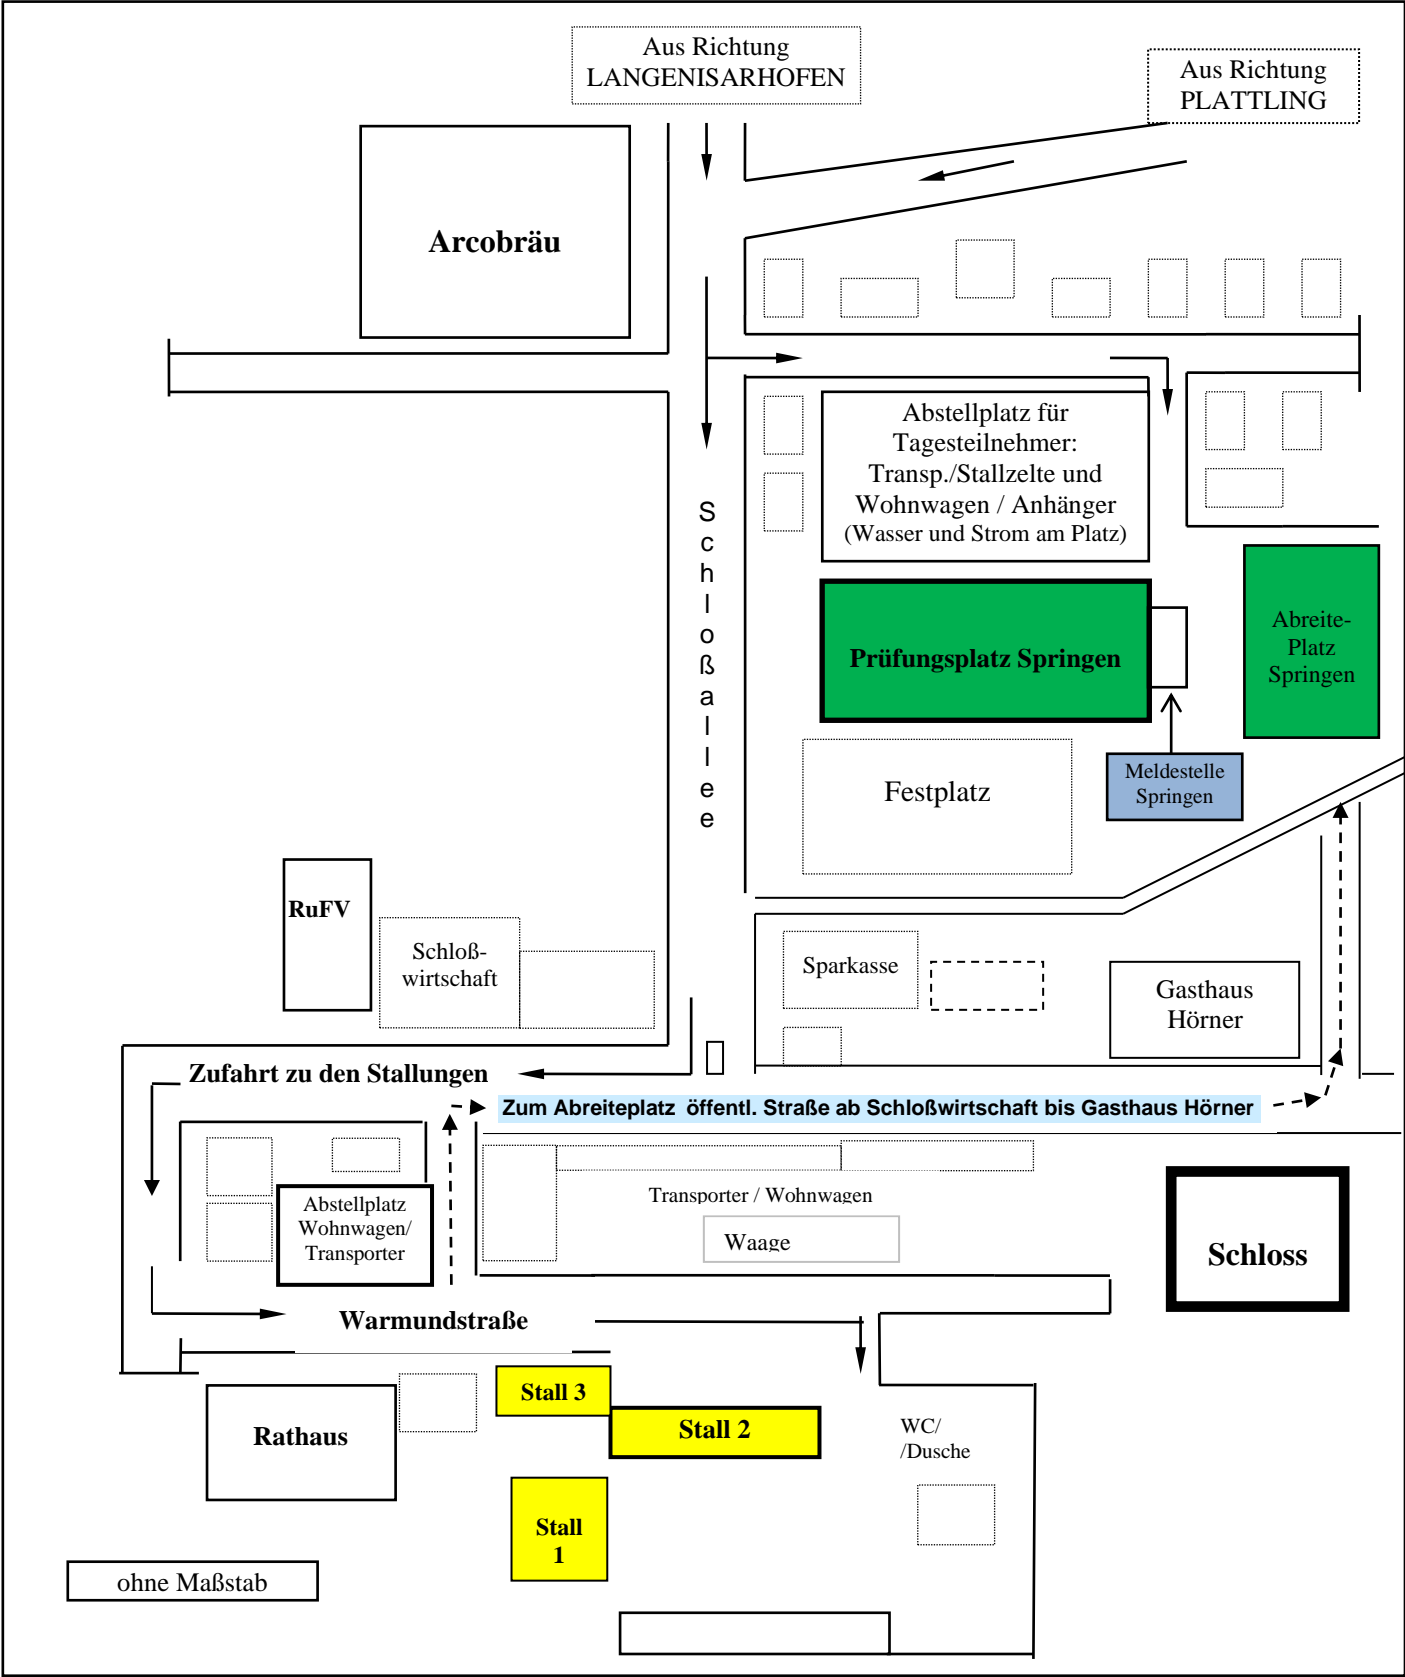 Aus Richtung
LANGENISARHOFEN
Aus Richtung
PLATTLING
Arcobräu
Abstellplatz für
Tagesteilnehmer:
Transp./Stallzelte und
Wohnwagen / Anhänger
(Wasser und Strom am Platz)
Schloßallee
Prüfungsplatz Springen
Abreite-
Platz
Springen
Meldestelle
Springen
Festplatz
RuFV
Schloß-
wirtschaft
Sparkasse
Gasthaus
Hörner
Zufahrt zu den Stallungen
Zum Abreiteplatz öffentl. Straße ab Schloßwirtschaft bis Gasthaus Hörner
Abstellplatz
Wohnwagen/
Transporter
Transporter / Wohnwagen
Waage
Schloss
Warmundstraße
Stall 3
Stall 2
Rathaus
WC/
/Dusche
Stall
1
ohne Maßstab